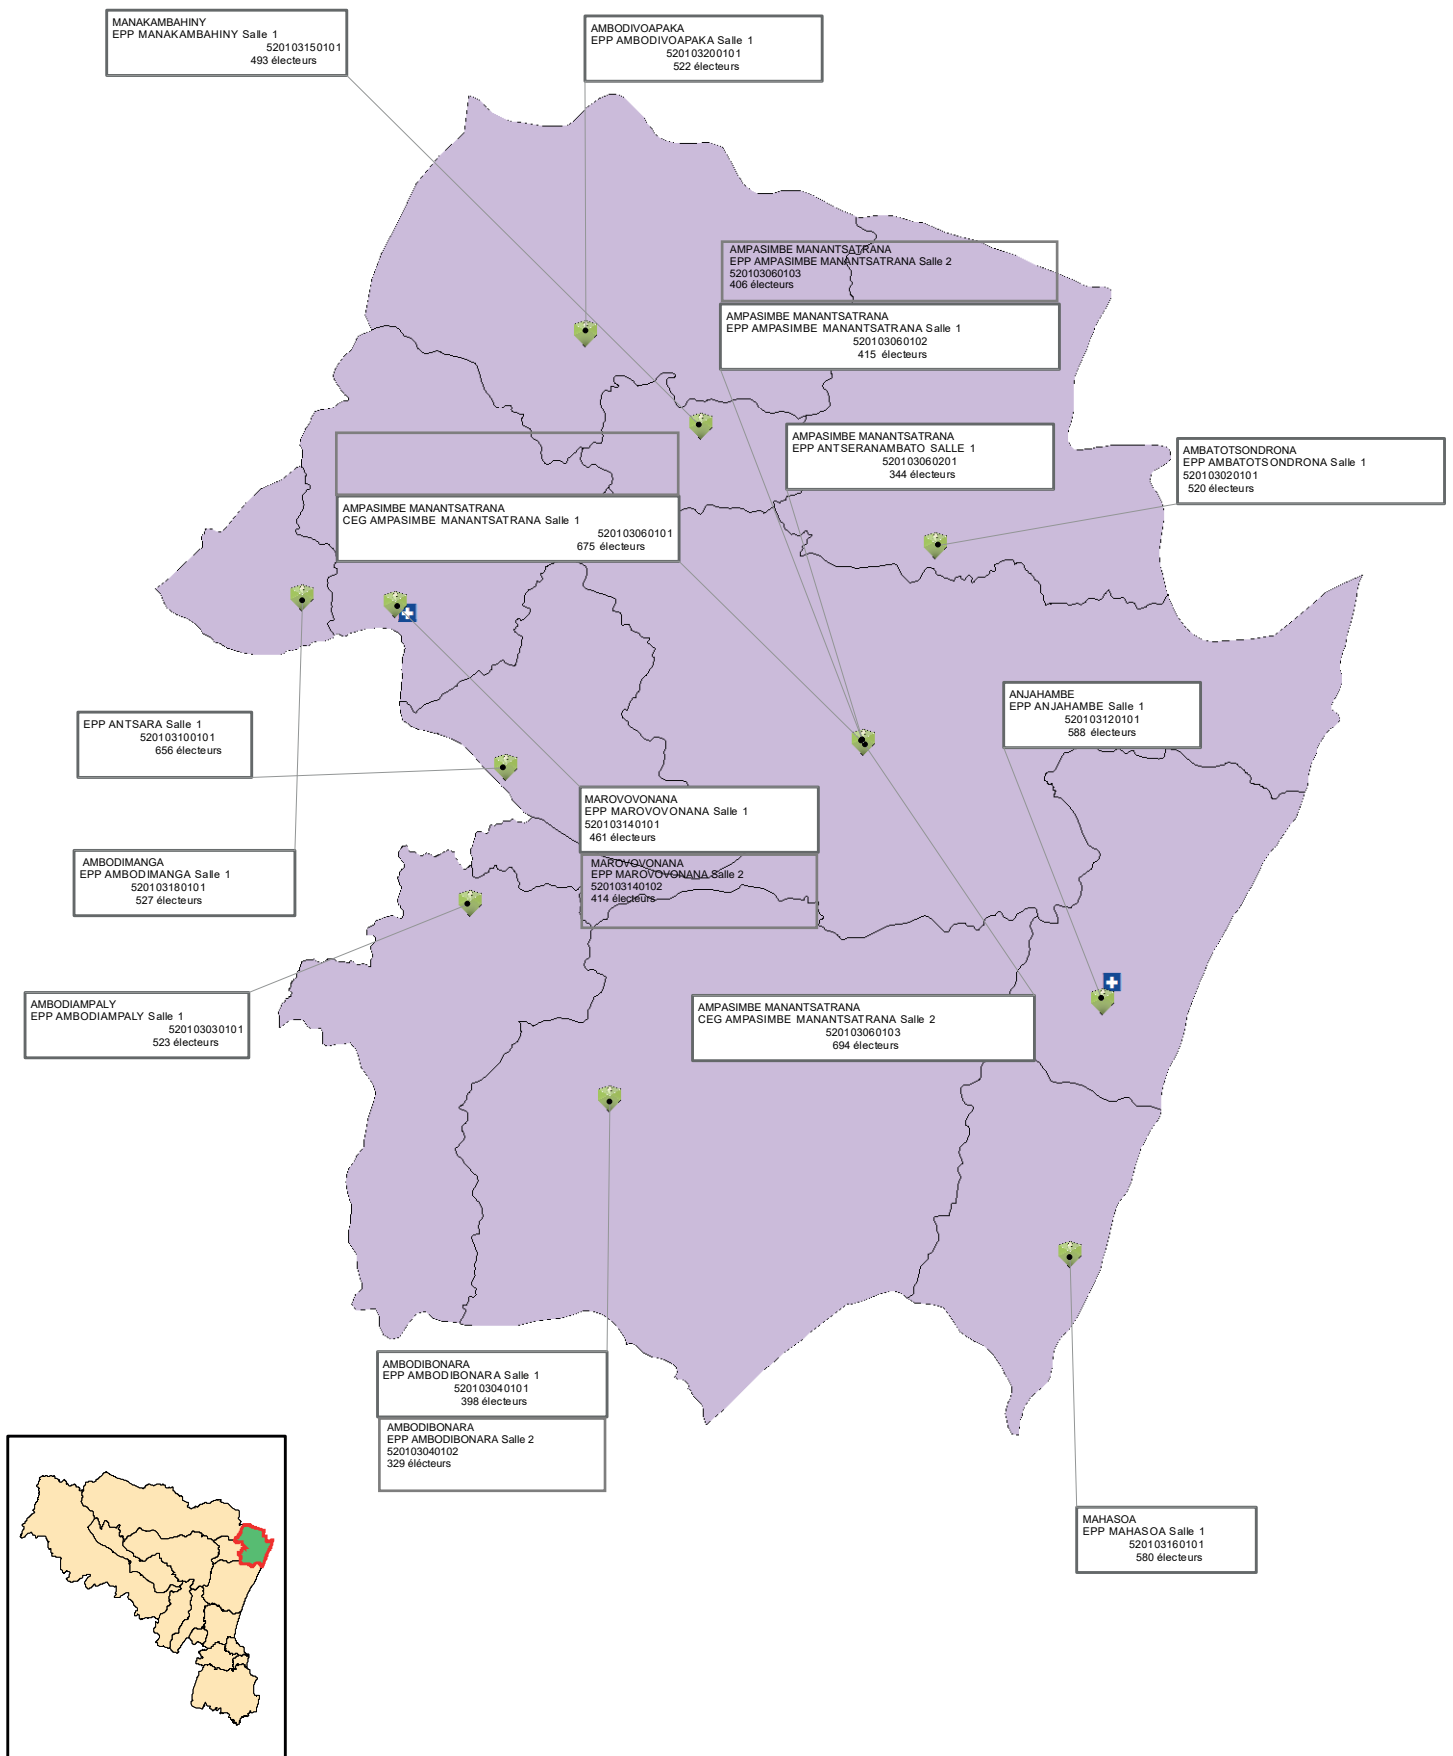 MANAKAMBAHINY
EPP MANAKAMBAHINY Salle 1
520103150101
493 électeurs
AMBODIVOAPAKA
EPP AMBODIVOAPAKA Salle 1
520103200101
522 électeurs
AMPASIMBE MANANTSATRANA
EPP AMPASIMBE MANANTSATRANA Salle 2
520103060103
406 électeurs
AMPASIMBE MANANTSATRANA
EPP AMPASIMBE MANANTSATRANA Salle 1
520103060102
415 électeurs
AMPASIMBE MANANTSATRANA
EPP ANTSERANAMBATO SALLE 1
520103060201
344 électeurs
AMBATOTSONDRONA
EPP AMBATOTSONDRONA Salle 1
520103020101
520 électeurs
AMPASIMBE MANANTSATRANA
CEG AMPASIMBE MANANTSATRANA Salle 1
520103060101
675 électeurs
ANJAHAMBE
EPP ANJAHAMBE Salle 1
520103120101
588 électeurs
EPP ANTSARA Salle 1
520103100101
656 électeurs
MAROVOVONANA
EPP MAROVOVONANA Salle 1
520103140101
461 électeurs
MAROVOVONANA
EPP MAROVOVONANA Salle 2
520103140102
414 électeurs
AMBODIMANGA
EPP AMBODIMANGA Salle 1
520103180101
527 électeurs
AMBODIAMPALY
EPP AMBODIAMPALY Salle 1
520103030101
523 électeurs
AMPASIMBE MANANTSATRANA
CEG AMPASIMBE MANANTSATRANA Salle 2
520103060103
694 électeurs
AMBODIBONARA
EPP AMBODIBONARA Salle 1
520103040101
398 électeurs
AMBODIBONARA
EPP AMBODIBONARA Salle 2
520103040102
329 élécteurs
MAHASOA
EPP MAHASOA Salle 1
520103160101
580 électeurs